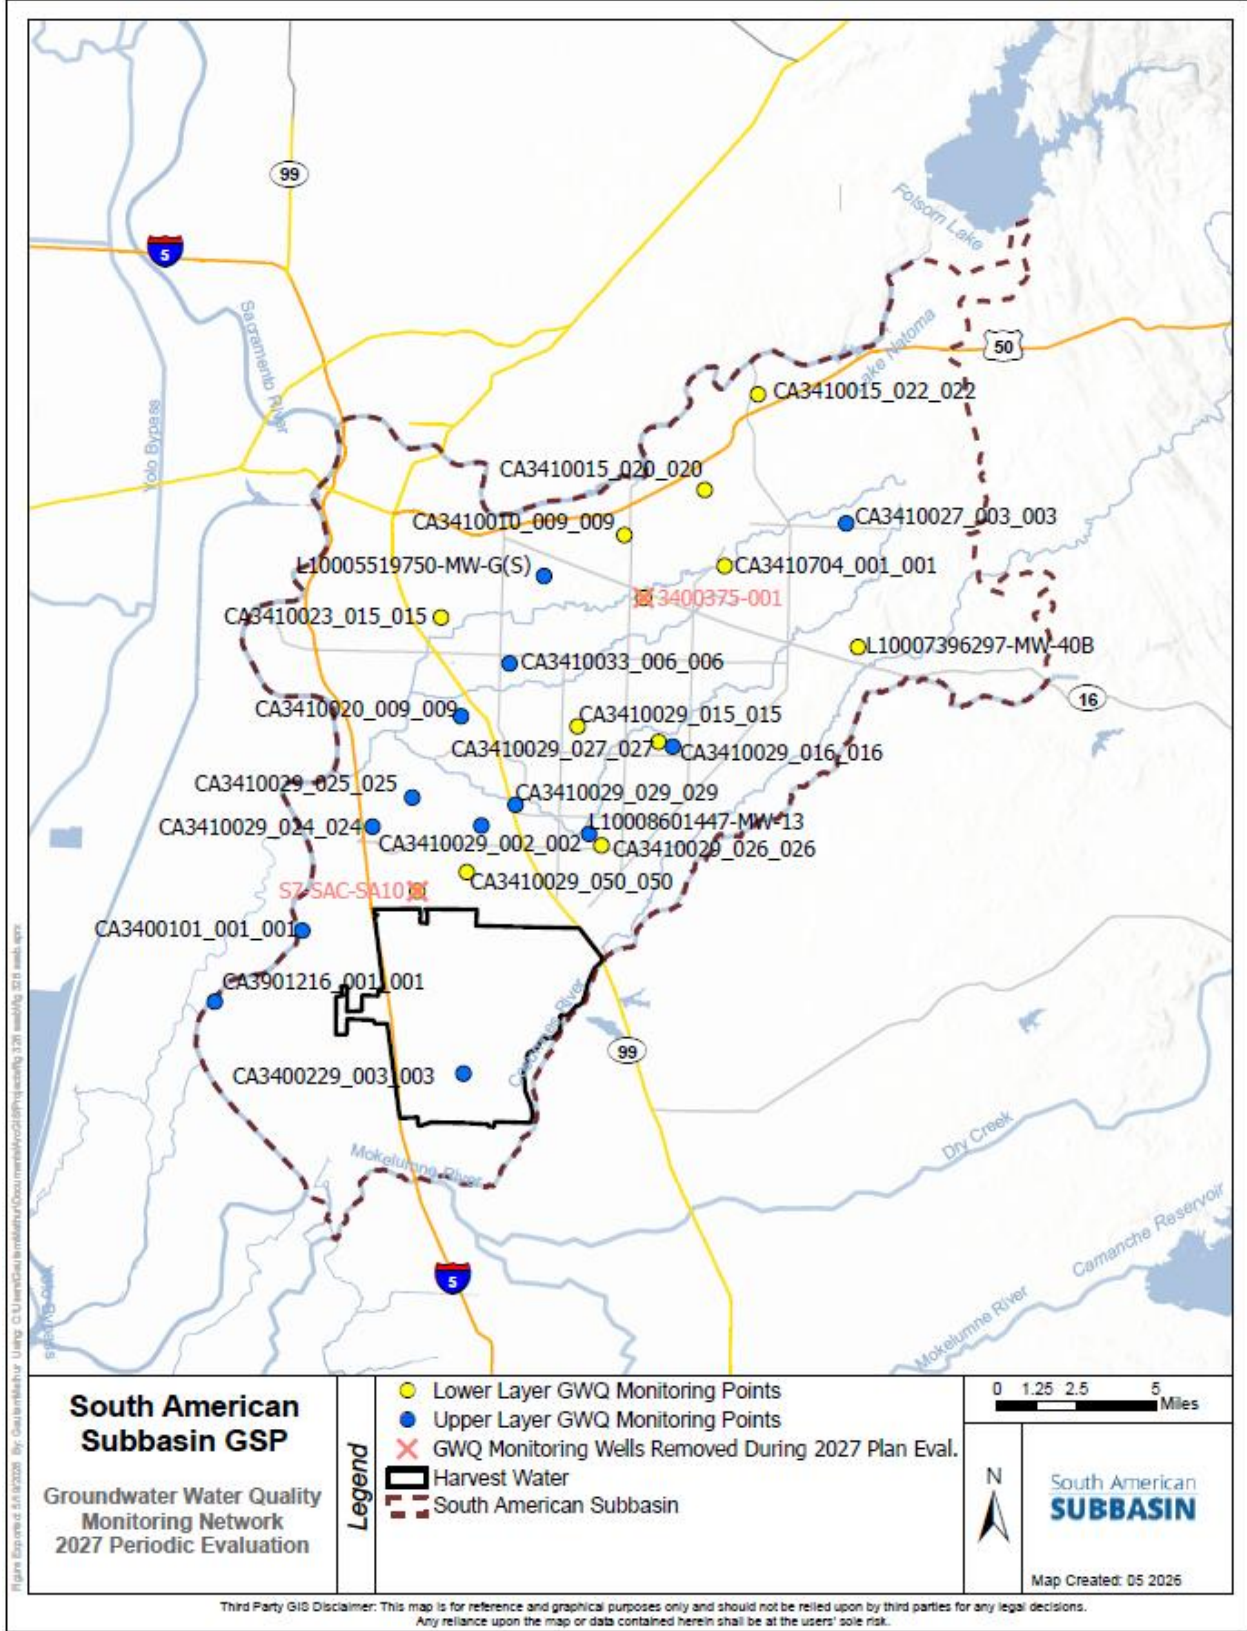 99
5
Folsom Lake
Sacramento River
Lake Natoma
50
Yolo Bypass
CA3410015_022_022
CA3410015_020_020
CA3410010_009_009
CA3410027_003_003
L10005519750-MW-G(S)
CA3410704_001_001
3400375-001
CA3410023_015_015
L10007396297-MW-40B
CA3410033_006_006
16
CA3410020_009_009
CA3410029_015_015
CA3410029_027_027
CA3410029_016_016
CA3410029_025_025
CA3410029_029_029
CA3410029_024_024
L10008601447-MW-13
CA3410029_002_002
CA3410029_026_026
CA3410029_050_050
S7-SAC-SA10
CA3400101_001_001
CA3901216_001_001
Cosumnes River
99
CA3400229_003_003
Dry Creek
Mokelumne River
Camanche Reservoir
5
Mokelumne River
Yolo Bypass
South American
Subbasin GSP
Groundwater Water Quality
Monitoring Network
2027 Periodic Evaluation
Legend
Lower Layer GWQ Monitoring Points
Upper Layer GWQ Monitoring Points
GWQ Monitoring Wells Removed During 2027 Plan Eval.
Harvest Water
South American Subbasin
0 1.25 2.5 5
Miles
N
South American
SUBBASIN
Map Created: 05 2026
Third Party GIS Disclaimer: This map is for reference and graphical purposes only and should not be relied upon by third parties for any legal decisions.
Any reliance upon the map or data contained herein shall be at the users' sole risk.